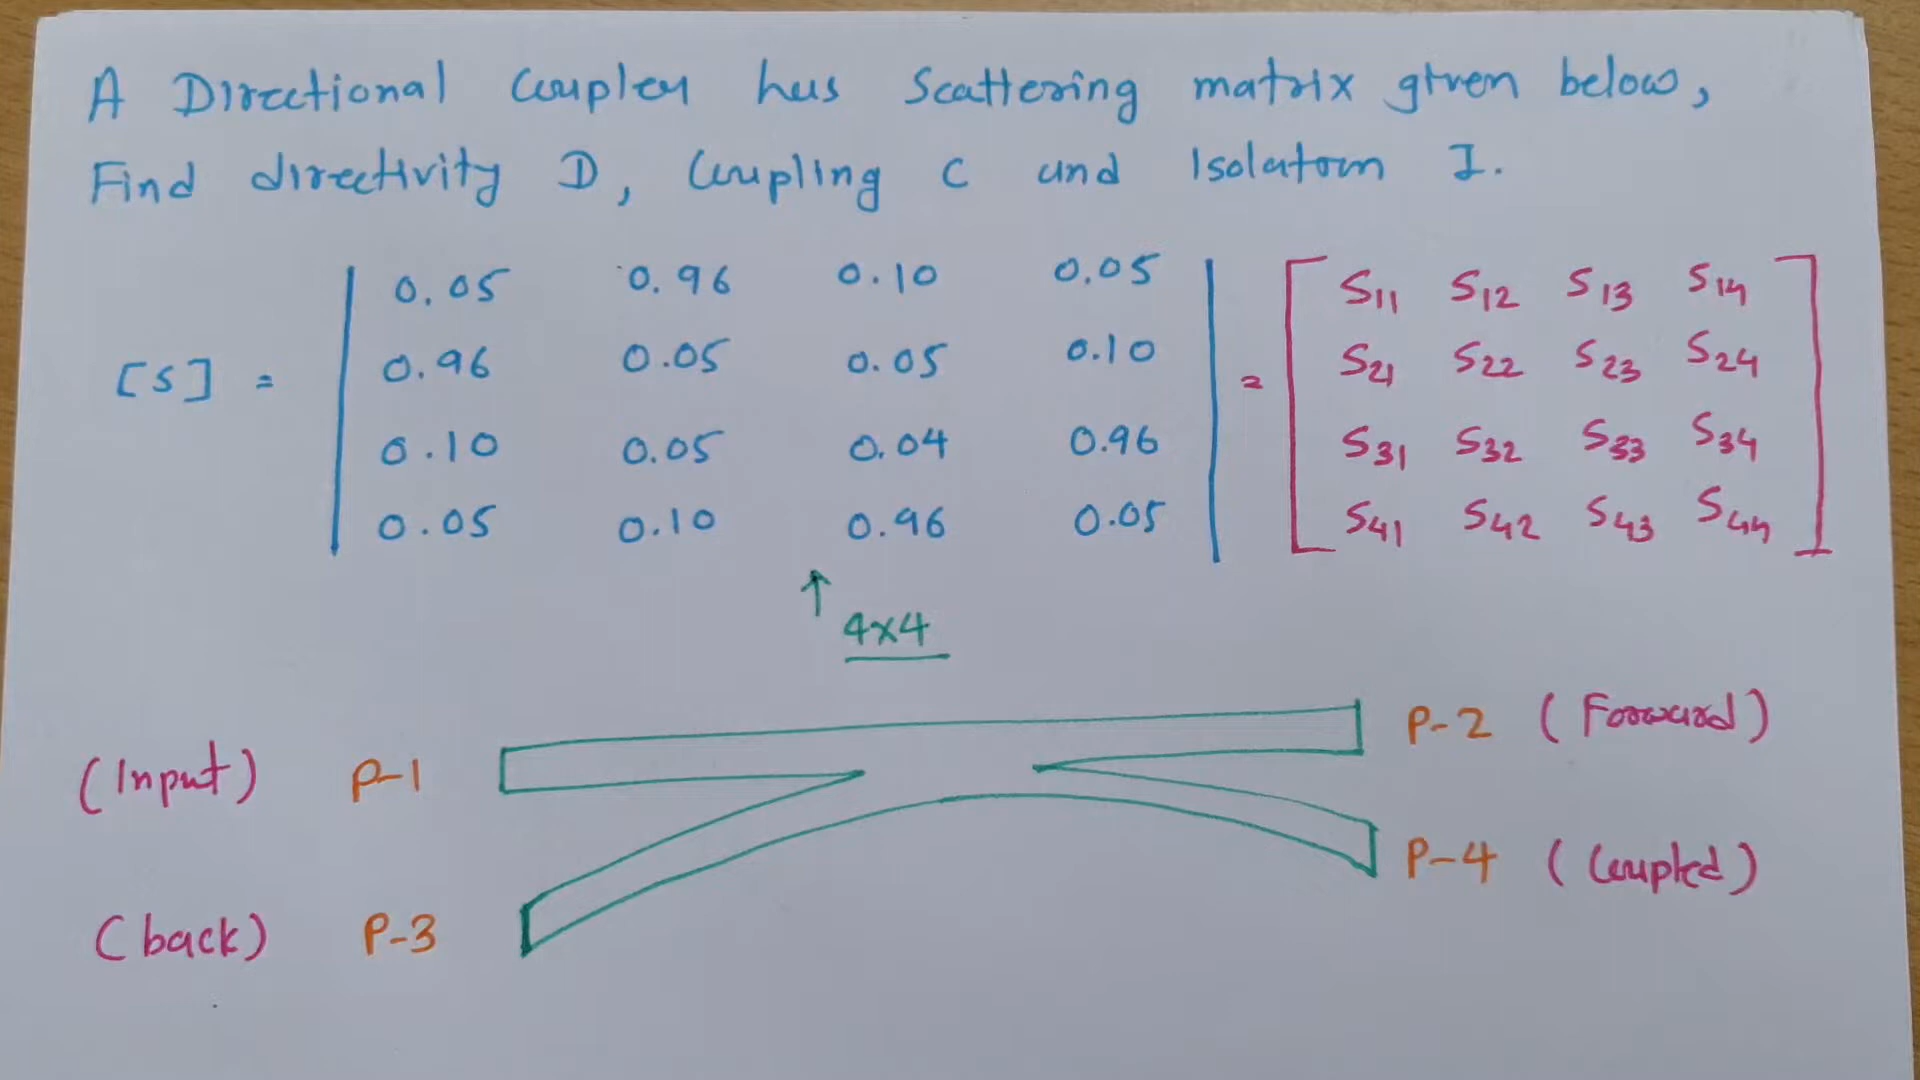 A Directional Coupler has Scattering matrix given below,
Find directivity D, Coupling C and Isolation I.
[S] = | 0.05 0.96 0.10 0.05 | = [ S11 S12 S13 S14 ]
0.96 0.05 0.05 0.10 S21 S22 S23 S24
0.10 0.05 0.04 0.96 S31 S32 S33 S34
0.05 0.10 0.96 0.05 S41 S42 S43 S44
↑ 4x4
P-2 (Forward)
(Input) P-1
P-4 (Coupled)
(back) P-3